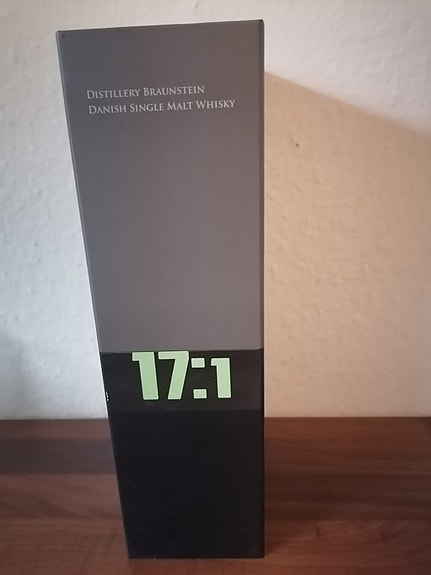 Distillery Braunstein
Danish Single Malt Whisky
17:1